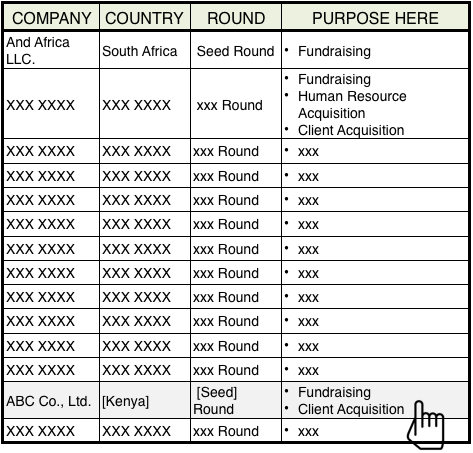 COMPANY COUNTRY ROUND PURPOSE HERE
And Africa LLC. South Africa Seed Round • Fundraising
XXX XXXX XXX XXXX xxx Round • Fundraising
• Human Resource Acquisition
• Client Acquisition
XXX XXXX XXX XXXX xxx Round • xxx
XXX XXXX XXX XXXX xxx Round • xxx
XXX XXXX XXX XXXX xxx Round • xxx
XXX XXXX XXX XXXX xxx Round • xxx
XXX XXXX XXX XXXX xxx Round • xxx
XXX XXXX XXX XXXX xxx Round • xxx
XXX XXXX XXX XXXX xxx Round • xxx
XXX XXXX XXX XXXX xxx Round • xxx
XXX XXXX XXX XXXX xxx Round • xxx
XXX XXXX XXX XXXX xxx Round • xxx
ABC Co., Ltd. [Kenya] [Seed] Round • Fundraising
• Client Acquisition
XXX XXXX XXX XXXX xxx Round • xxx